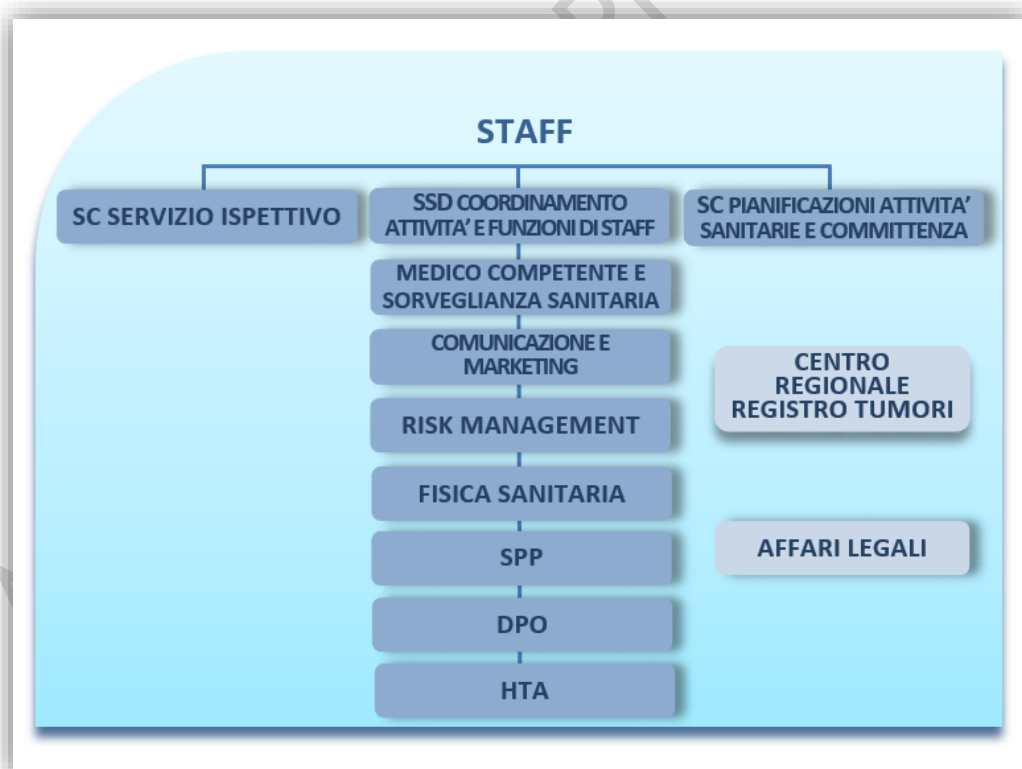 STAFF
SC SERVIZIO ISPETTIVO
SSD COORDINAMENTO
ATTIVITA’ E FUNZIONI DI STAFF
SC PIANIFICAZIONI ATTIVITA’
SANITARIE E COMMITTENZA
MEDICO COMPETENTE E
SORVEGLIANZA SANITARIA
COMUNICAZIONE E
MARKETING
CENTRO
REGIONALE
REGISTRO TUMORI
RISK MANAGEMENT
FISICA SANITARIA
SPP
AFFARI LEGALI
DPO
HTA